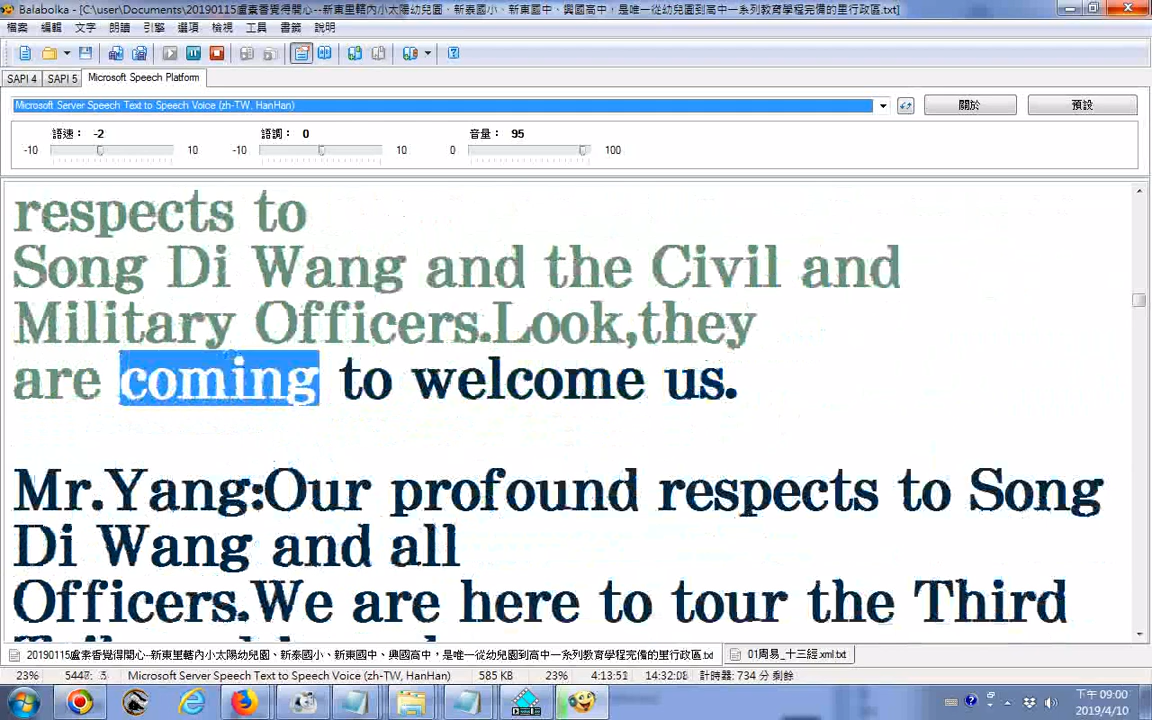 Balabolka - [C:\user\Documents\20190115盧素香覺得開心--新東里轄內小太陽幼兒園、新泰國小、新東國中、興國高中，是唯一從幼兒園到高中一系列教育學程完備的里行政區.txt]
檔案 編輯 文字 朗讀 引擎 選項 檢視 工具 書籤 說明
SAPI 4 SAPI 5 Microsoft Speech Platform
Microsoft Server Speech Text to Speech Voice (zh-TW, HanHan) 關於 預設
語速： -2 語調： 0 音量： 95
-10 10 -10 10 0 100
respects to
Song Di Wang and the Civil and
Military Officers.Look,they
are coming to welcome us.
Mr.Yang:Our profound respects to Song
Di Wang and all
Officers.We are here to tour the Third
20190115盧素香覺得開心--新東里轄內小太陽幼兒園、新泰國小、新東國中、興國高中，是唯一從幼兒園到高中一系列教育學程完備的里行政區.txt 01周易_十三經.xml.txt
23% Microsoft Server Speech Text to Speech Voice (zh-TW, HanHan) 585 KB 23% 4:13:51 14:32:08 計時器: 734 分 剩餘
下午 09:00
2019/4/10